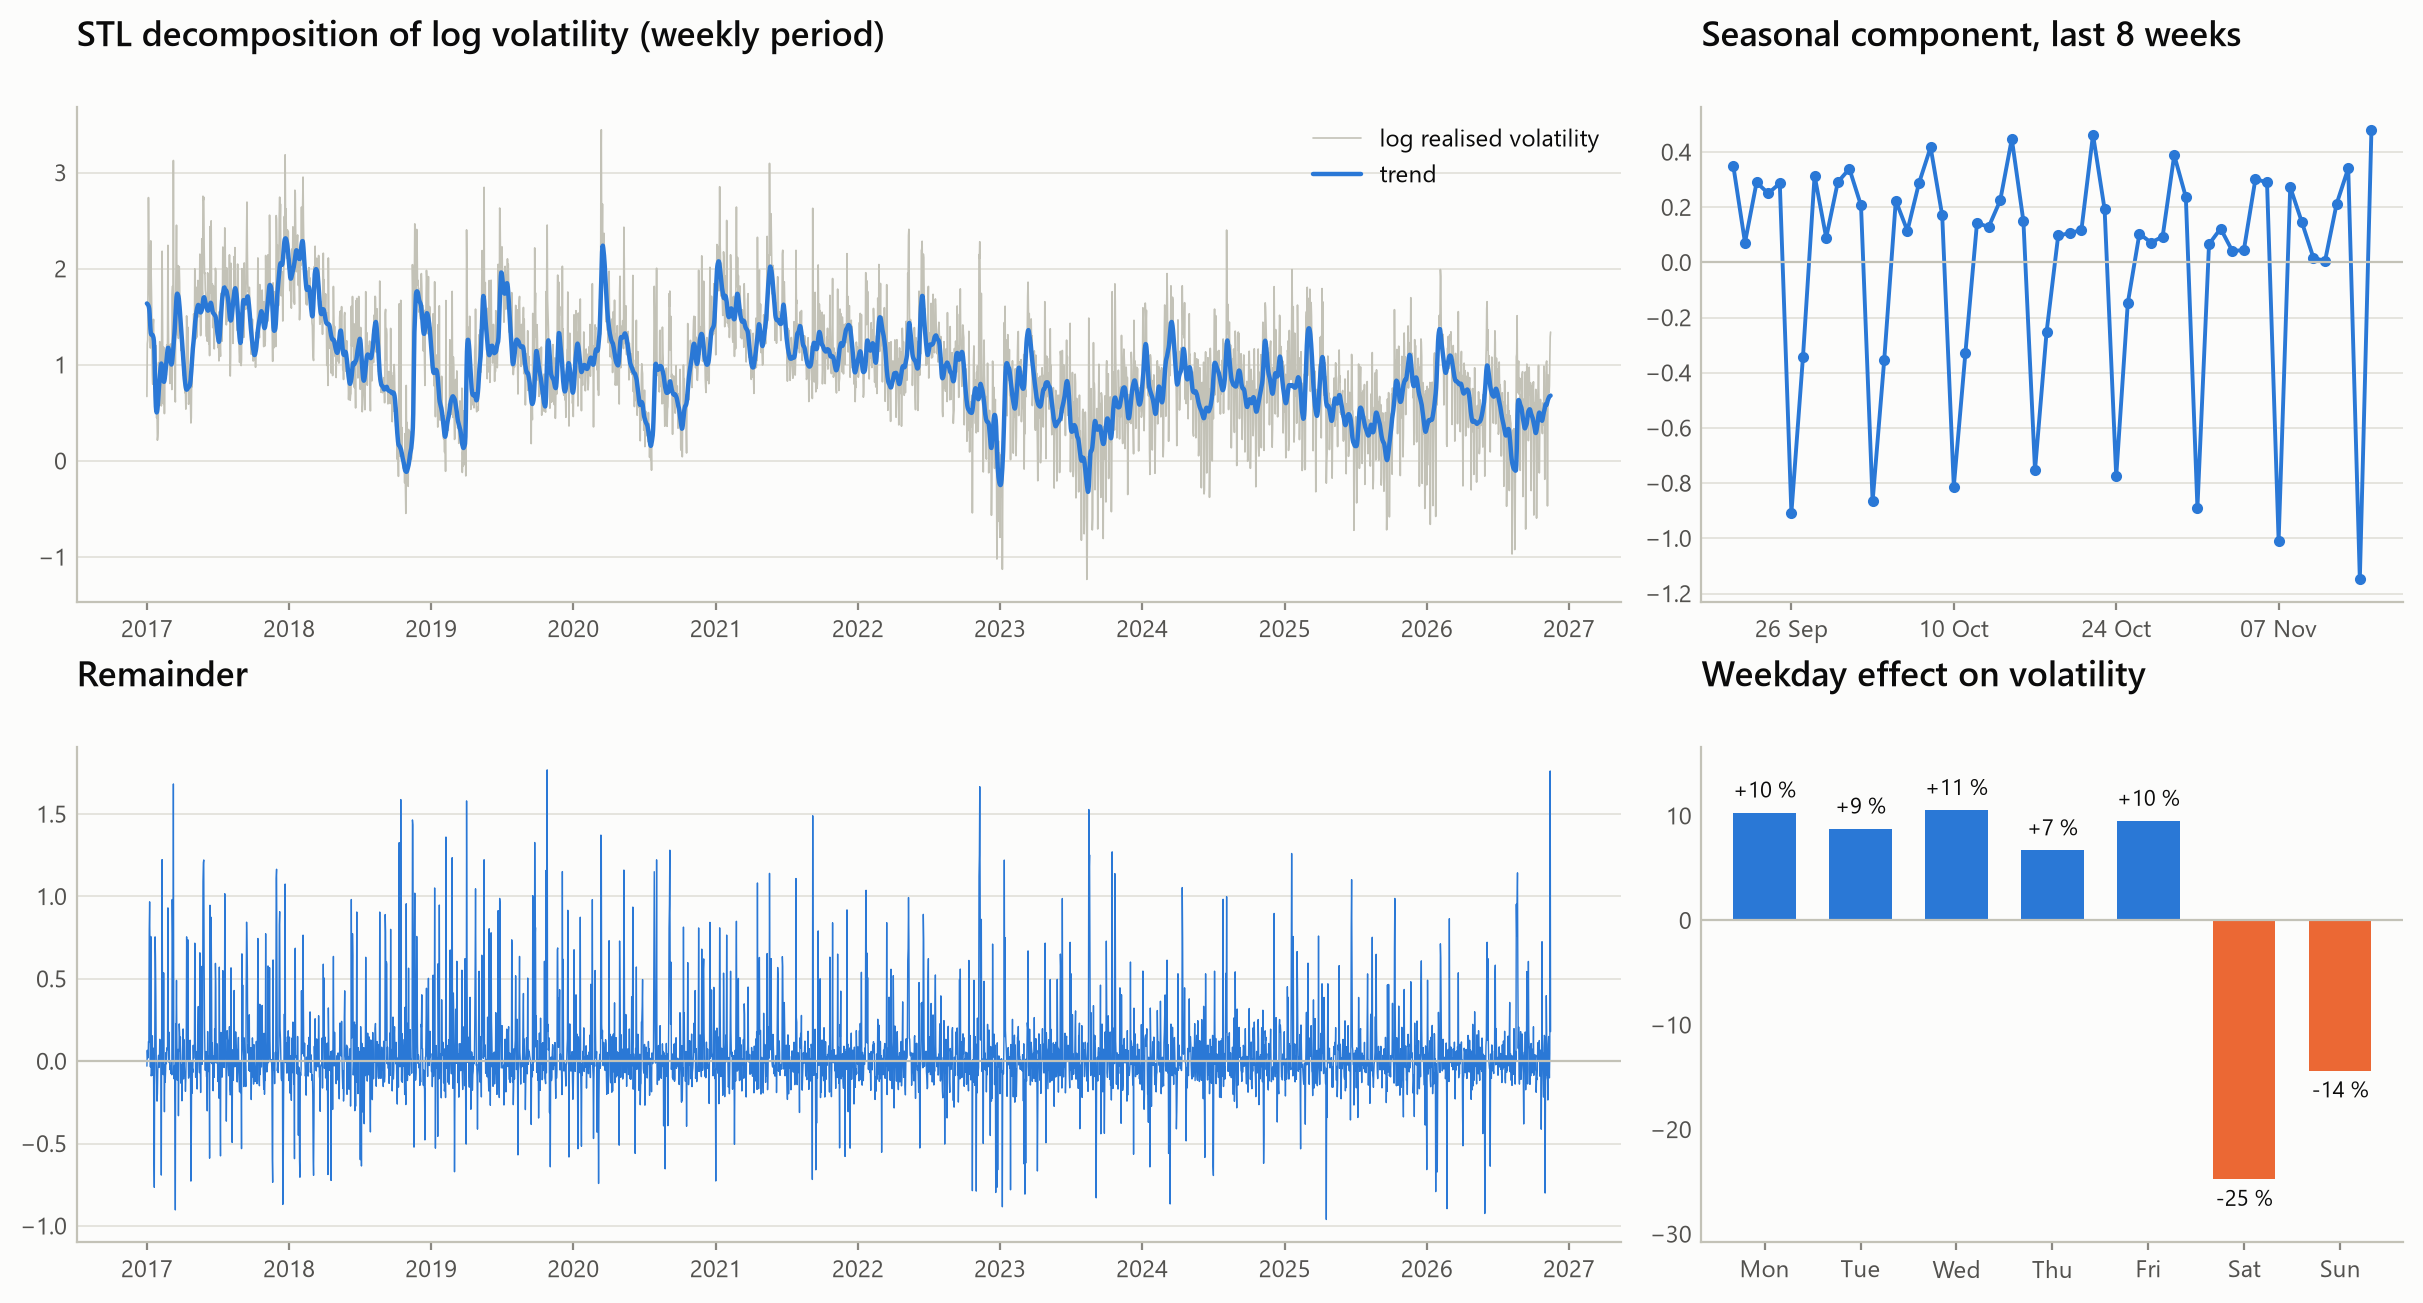 STL decomposition of log volatility (weekly period)
log realised volatility
trend
3
2
1
0
−1
2017 2018 2019 2020 2021 2022 2023 2024 2025 2026 2027
Seasonal component, last 8 weeks
0.4
0.2
0.0
−0.2
−0.4
−0.6
−0.8
−1.0
−1.2
26 Sep 10 Oct 24 Oct 07 Nov
Remainder
1.5
1.0
0.5
0.0
−0.5
−1.0
2017 2018 2019 2020 2021 2022 2023 2024 2025 2026 2027
Weekday effect on volatility
+10 % +9 % +11 % +7 % +10 % -25 % -14 %
10
0
−10
−20
−30
Mon Tue Wed Thu Fri Sat Sun